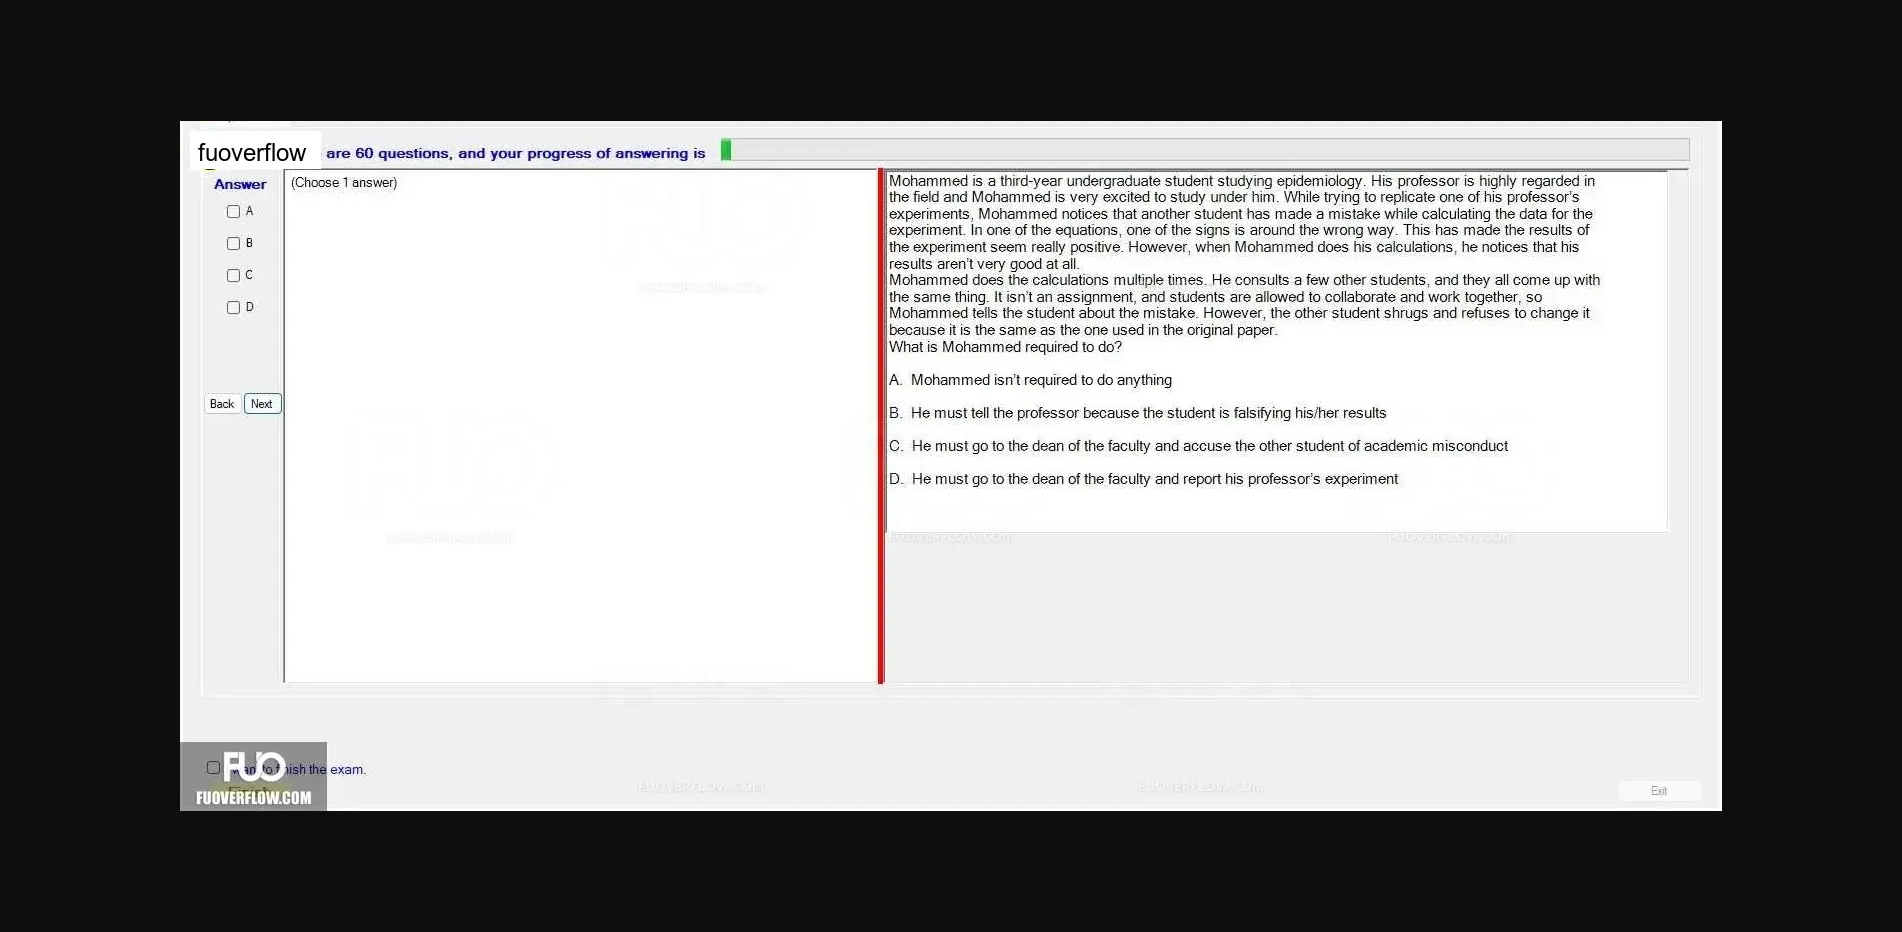 fuoverflow are 60 questions, and your progress of answering is
Answer
(Choose 1 answer)
A
B
C
D
Back Next
Mohammed is a third-year undergraduate student studying epidemiology. His professor is highly regarded in
the field and Mohammed is very excited to study under him. While trying to replicate one of his professor's
experiments, Mohammed notices that another student has made a mistake while calculating the data for the
experiment. In one of the equations, one of the signs is around the wrong way. This has made the results of
the experiment seem really positive. However, when Mohammed does his calculations, he notices that his
results aren't very good at all.
Mohammed does the calculations multiple times. He consults a few other students, and they all come up with
the same thing. It isn't an assignment, and students are allowed to collaborate and work together, so
Mohammed tells the student about the mistake. However, the other student shrugs and refuses to change it
because it is the same as the one used in the original paper.
What is Mohammed required to do?
A. Mohammed isn't required to do anything
B. He must tell the professor because the student is falsifying his/her results
C. He must go to the dean of the faculty and accuse the other student of academic misconduct
D. He must go to the dean of the faculty and report his professor's experiment
FUOVERFLOW.COM
FUOVERFLOW.COM
FUOVERFLOW.COM
FUOVERFLOW.COM
FUO
the exam.
FUOVERFLOW.COM
FUOVERFLOW.COM
FUOVERFLOW.COM
Exit